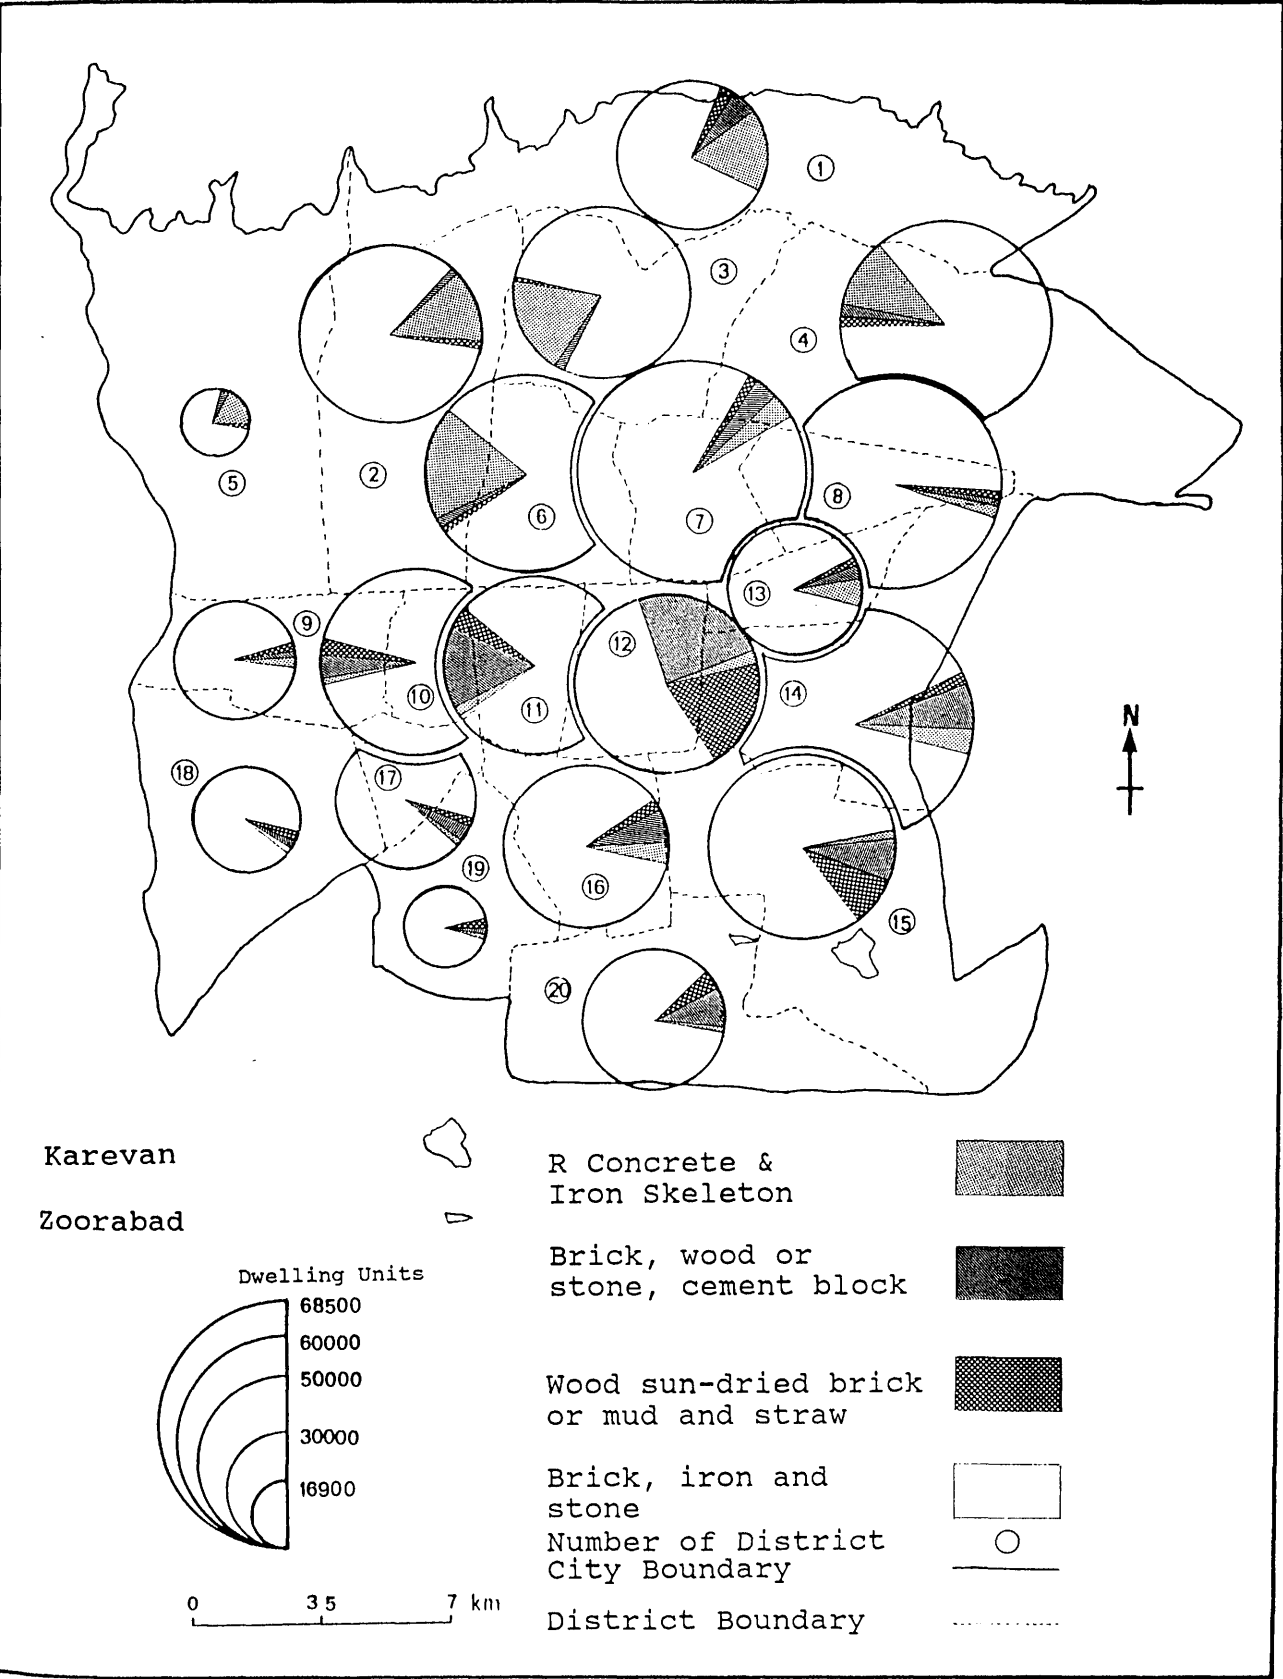 1
3
4
5
2
6
7
8
13
9
12
10
11
14
18
17
19
16
15
20
N
Karevan
Zoorabad
Dwelling Units
68500
60000
50000
30000
16900
0 3 5 7 km
R Concrete &
Iron Skeleton
Brick, wood or
stone, cement block
Wood sun-dried brick
or mud and straw
Brick, iron and
stone
Number of District
City Boundary
District Boundary